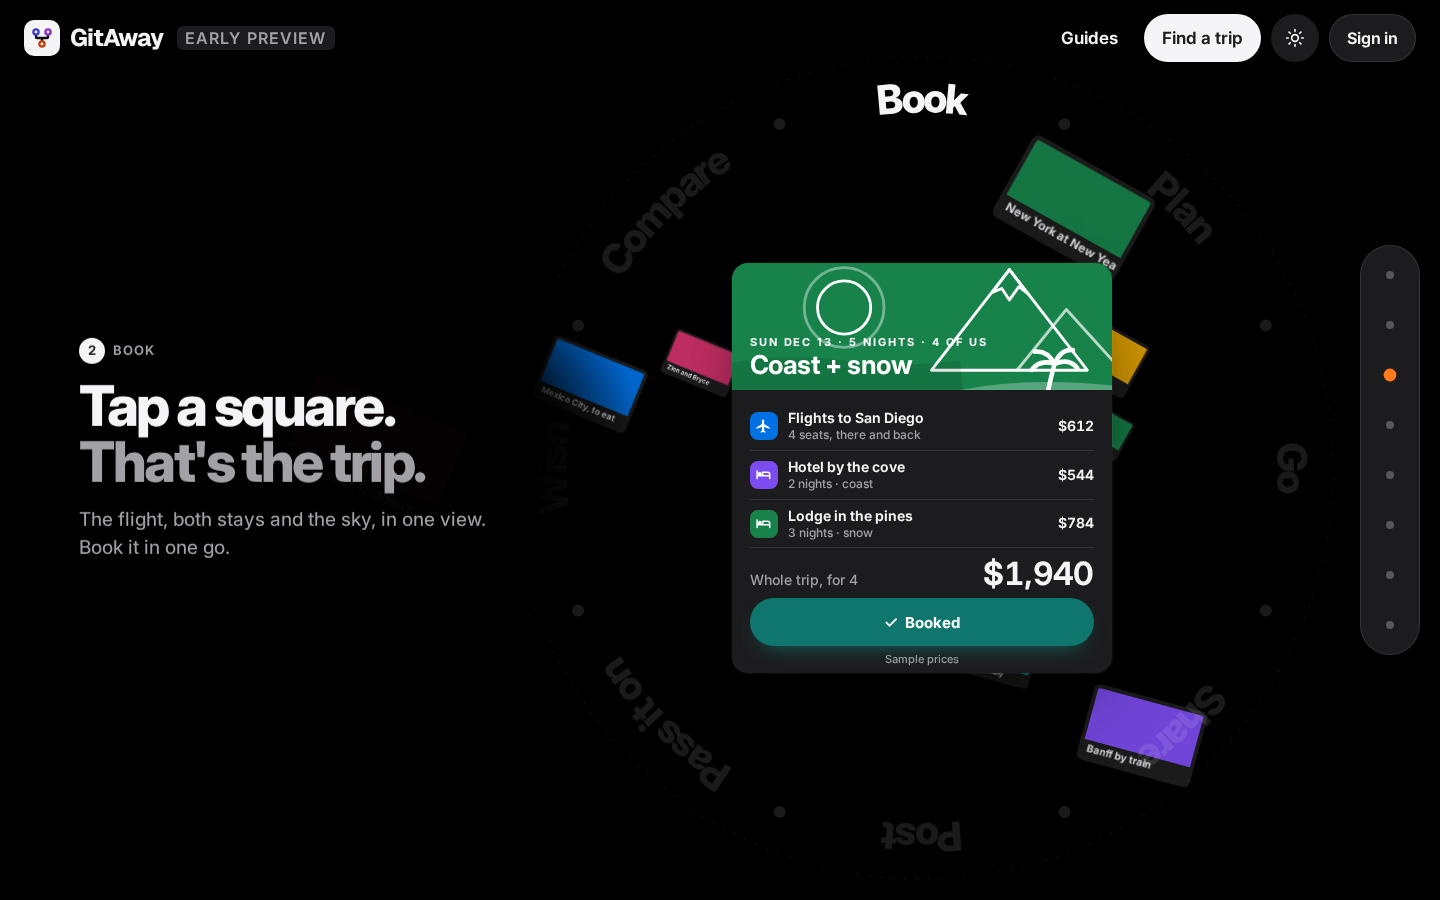 GitAway
EARLY PREVIEW
Guides
Find a trip
Sign in
Book
Compare
Plan
New York at New Yea
Zion and Bryce
Mexico City, to eat
Wish
Go
2 BOOK
Tap a square.
That's the trip.
The flight, both stays and the sky, in one view.
Book it in one go.
SUN DEC 13 · 5 NIGHTS · 4 OF US
Coast + snow
Flights to San Diego
4 seats, there and back
$612
Hotel by the cove
2 nights · coast
$544
Lodge in the pines
3 nights · snow
$784
Whole trip, for 4
$1,940
Booked
Sample prices
Pass it on
Share
Banff by train
Post